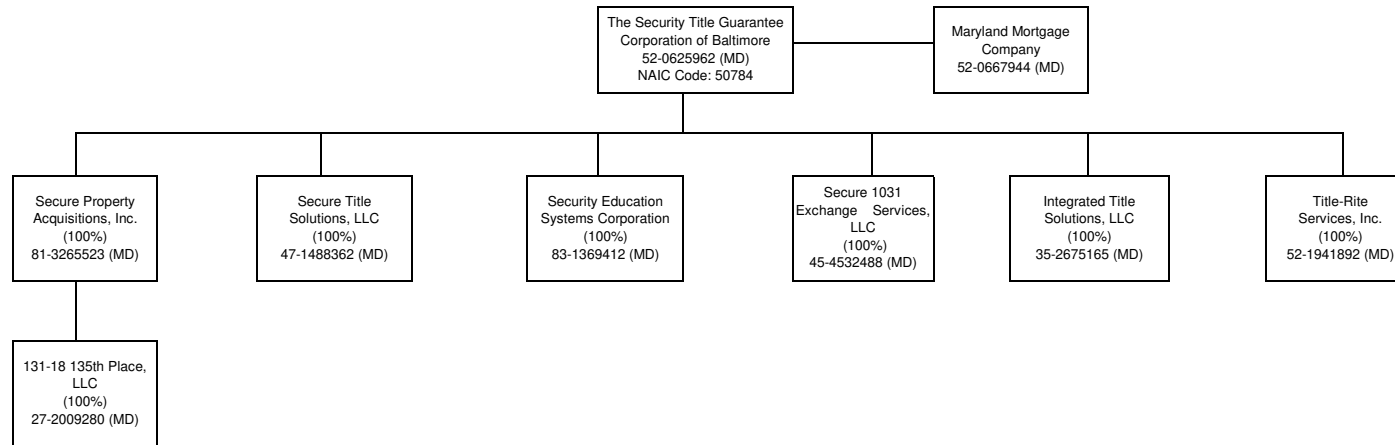 The Security Title Guarantee
Corporation of Baltimore
52-0625962 (MD)
NAIC Code: 50784
Maryland Mortgage
Company
52-0667944 (MD)
Secure Property
Acquisitions, Inc.
(100%)
81-3265523 (MD)
Secure Title
Solutions, LLC
(100%)
47-1488362 (MD)
Security Education
Systems Corporation
(100%)
83-1369412 (MD)
Secure 1031
Exchange Services,
LLC
(100%)
45-4532488 (MD)
Integrated Title
Solutions, LLC
(100%)
35-2675165 (MD)
Title-Rite
Services, Inc.
(100%)
52-1941892 (MD)
131-18 135th Place,
LLC
(100%)
27-2009280 (MD)